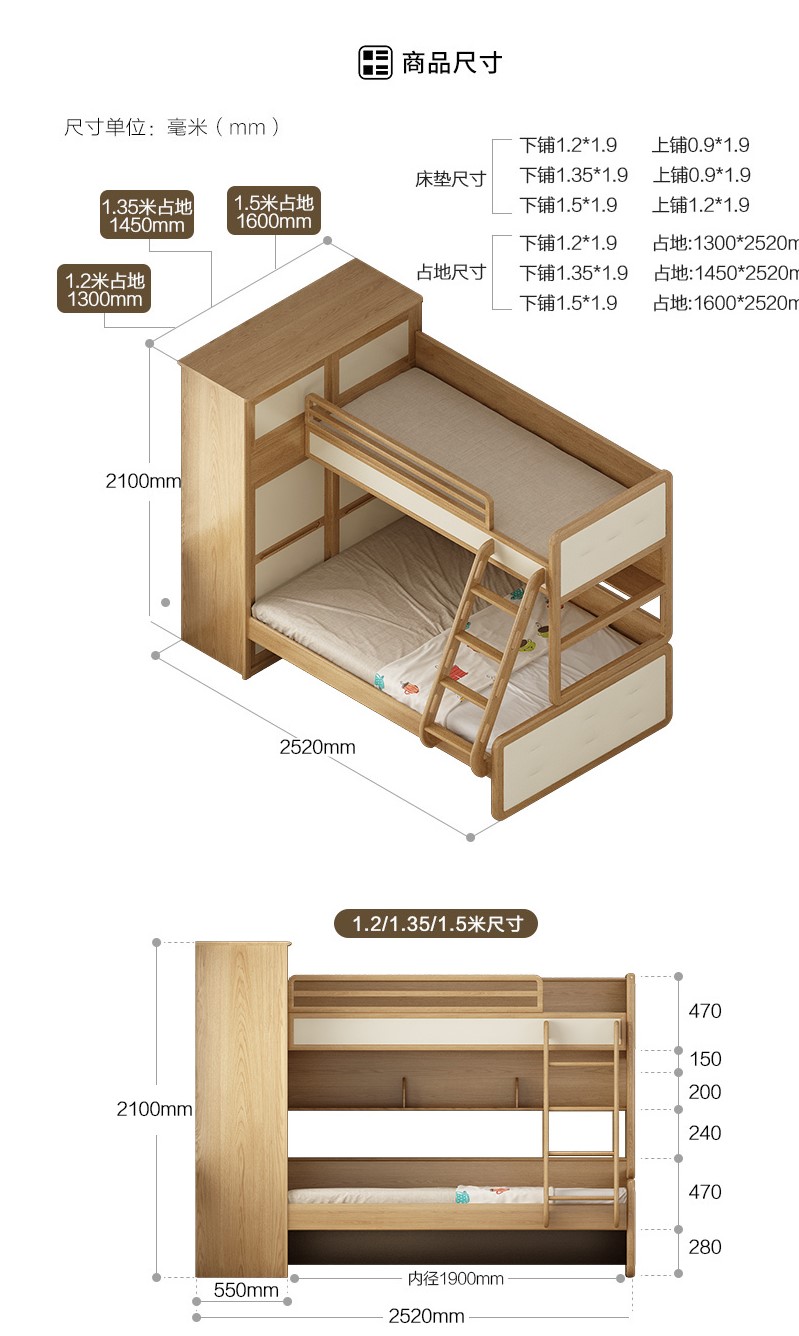 商品尺寸
尺寸单位：毫米（mm）
床垫尺寸
下铺1.2*1.9 上铺0.9*1.9
下铺1.35*1.9 上铺0.9*1.9
下铺1.5*1.9 上铺1.2*1.9
占地尺寸
下铺1.2*1.9 占地:1300*2520m
下铺1.35*1.9 占地:1450*2520m
下铺1.5*1.9 占地:1600*2520m
1.5米占地
1600mm
1.35米占地
1450mm
1.2米占地
1300mm
2100mm
2520mm
1.2/1.35/1.5米尺寸
470
150
200
2100mm
240
470
280
内径1900mm
550mm
2520mm